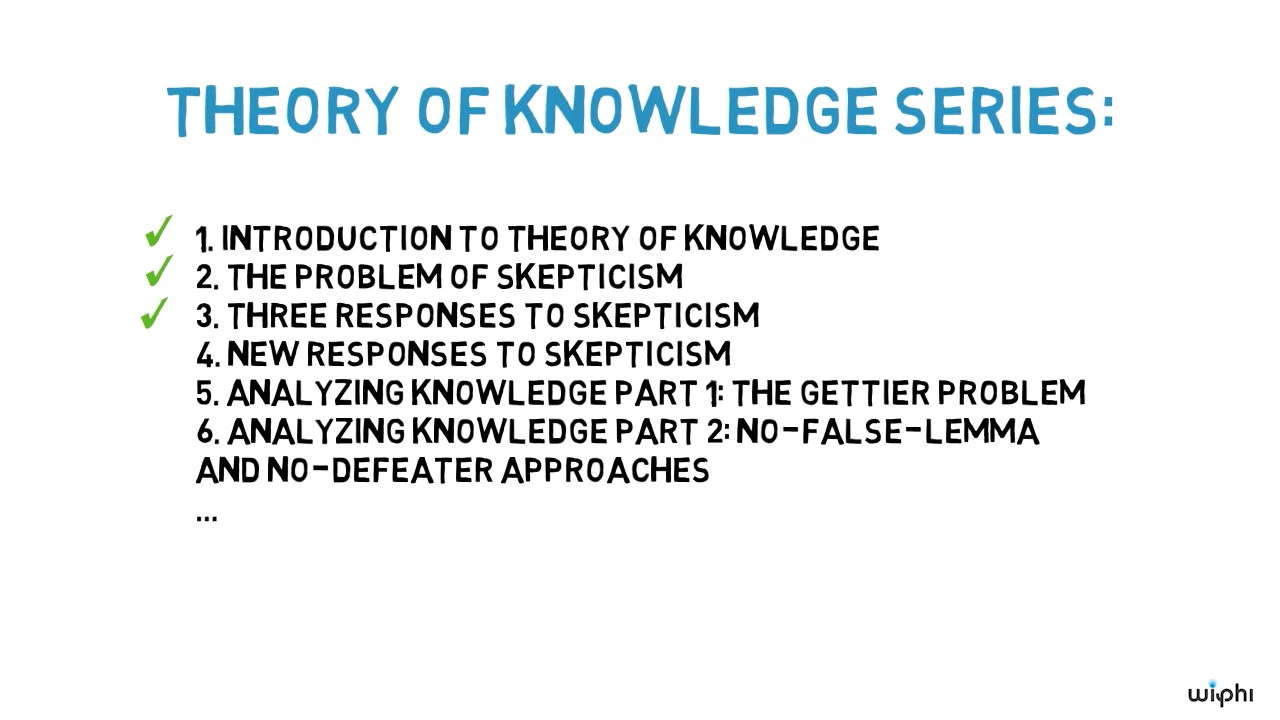 THEORY OF KNOWLEDGE SERIES:
✓ 1. INTRODUCTION TO THEORY OF KNOWLEDGE
✓ 2. THE PROBLEM OF SKEPTICISM
✓ 3. THREE RESPONSES TO SKEPTICISM
4. NEW RESPONSES TO SKEPTICISM
5. ANALYZING KNOWLEDGE PART 1: THE GETTIER PROBLEM
6. ANALYZING KNOWLEDGE PART 2: NO-FALSE-LEMMA
AND NO-DEFEATER APPROACHES
...
wiphi